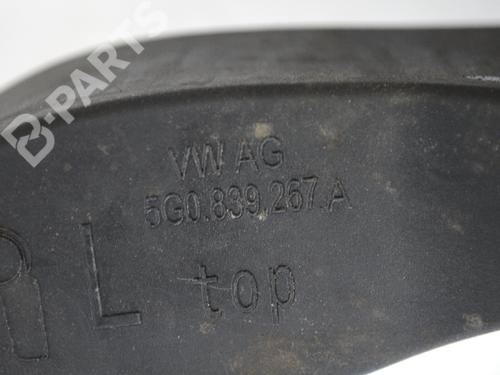 B-PARTS
VW AG
5G0.839.267.A
L top